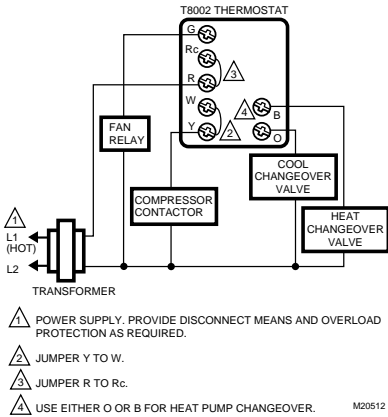 T8002 THERMOSTAT
G
Rc
R
3
W
4
B
Y
2
O
FAN
RELAY
COOL
CHANGEOVER
VALVE
COMPRESSOR
CONTACTOR
HEAT
CHANGEOVER
VALVE
1
L1
(HOT)
L2
TRANSFORMER
1 POWER SUPPLY. PROVIDE DISCONNECT MEANS AND OVERLOAD
PROTECTION AS REQUIRED.
2 JUMPER Y TO W.
3 JUMPER R TO Rc.
4 USE EITHER O OR B FOR HEAT PUMP CHANGEOVER. M20512